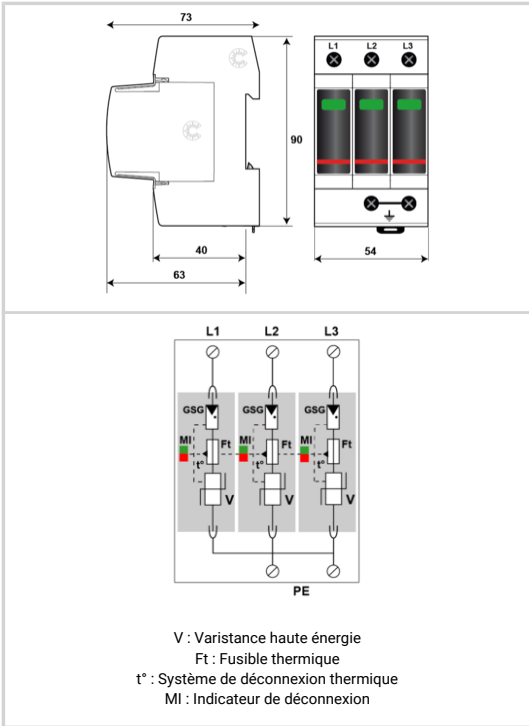 73
L1 L2 L3
90
40
63
54
L1 L2 L3
GSG GSG GSG
MI Ft MI Ft MI Ft
t° t° t°
V V V
PE
V : Varistance haute énergie
Ft : Fusible thermique
t° : Système de déconnexion thermique
MI : Indicateur de déconnexion